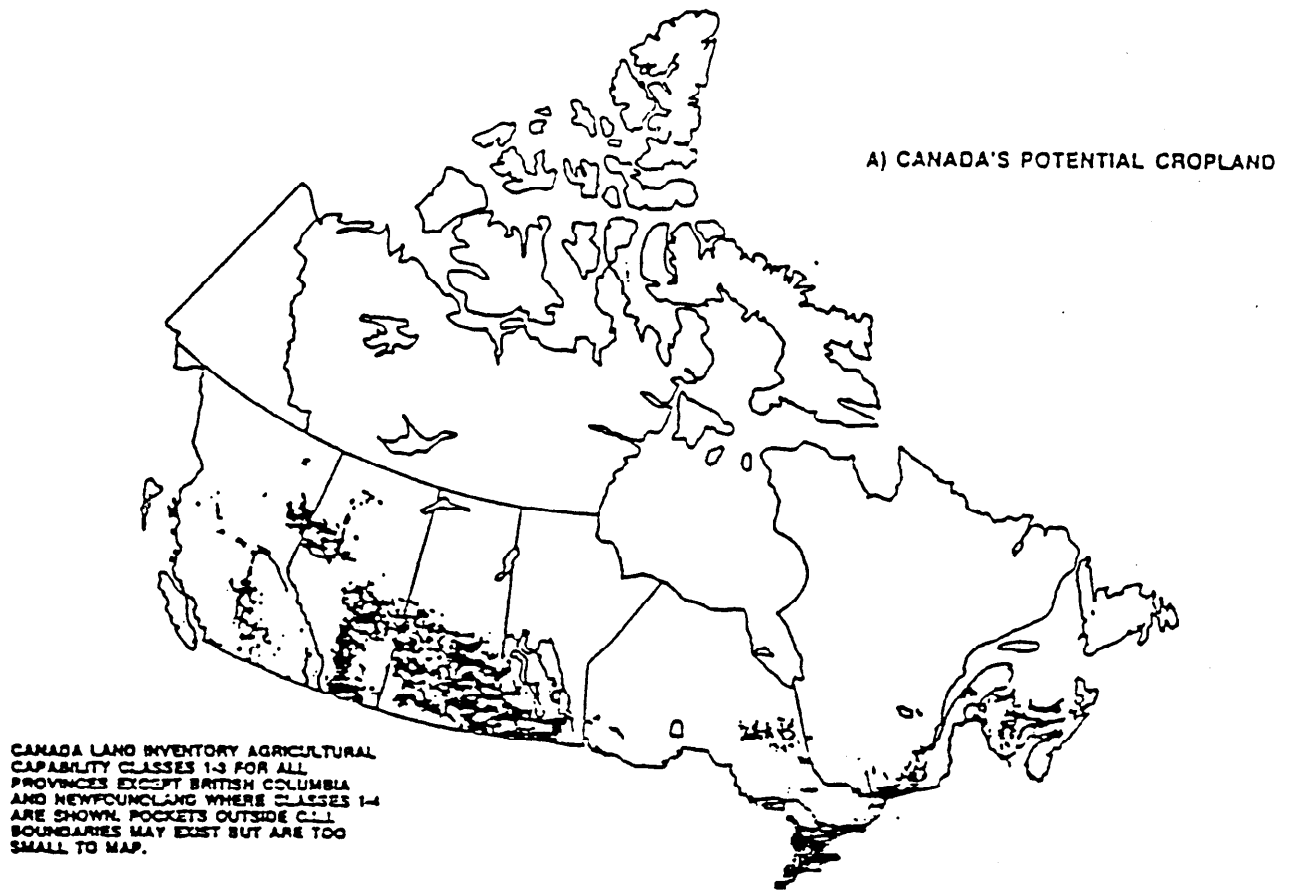 A) CANADA'S POTENTIAL CROPLAND
CANADA LAND INVENTORY AGRICULTURAL
CAPABILITY CLASSES 1-3 FOR ALL
PROVINCES EXCEPT BRITISH COLUMBIA
AND NEWFOUNDLAND WHERE CLASSES 1-4
ARE SHOWN. POCKETS OUTSIDE C.L.I.
BOUNDARIES MAY EXIST BUT ARE TOO
SMALL TO MAP.